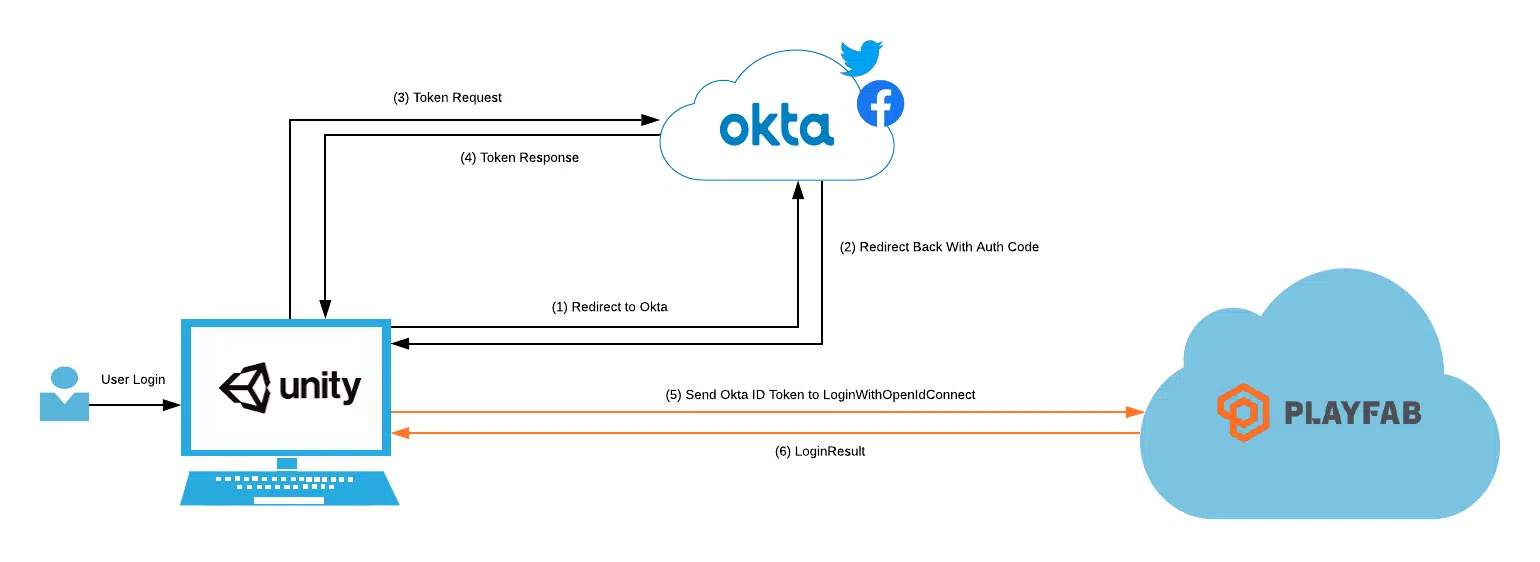 (3) Token Request
okta
(4) Token Response
(2) Redirect Back With Auth Code
(1) Redirect to Okta
User Login
unity
(5) Send Okta ID Token to LoginWithOpenIdConnect
PLAYFAB
(6) LoginResult